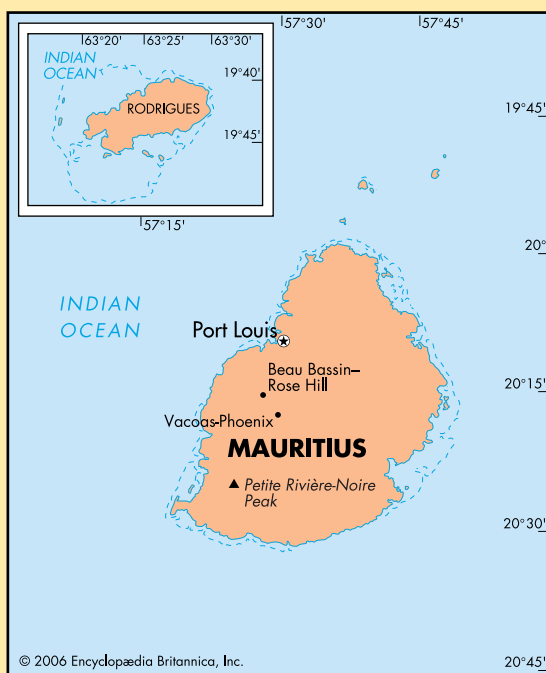 57°30' 57°45'
63°20' 63°25' 63°30'
INDIAN
OCEAN
19°40'
RODRIGUES
19°45'
19°45'
57°15'
20°
INDIAN
OCEAN
Port Louis
Beau Bassin–
Rose Hill
20°15'
Vacoas-Phoenix
MAURITIUS
Petite Rivière-Noire
Peak
20°30'
© 2006 Encyclopædia Britannica, Inc.
20°45'